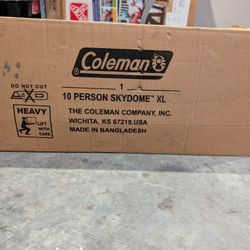 Coleman
1
DO NOT CUT
10 PERSON SKYDOME™ XL
HEAVY
THE COLEMAN COMPANY, INC.
WICHITA, KS 67219.USA
LIFT
WITH
CARE
MADE IN BANGLADESH